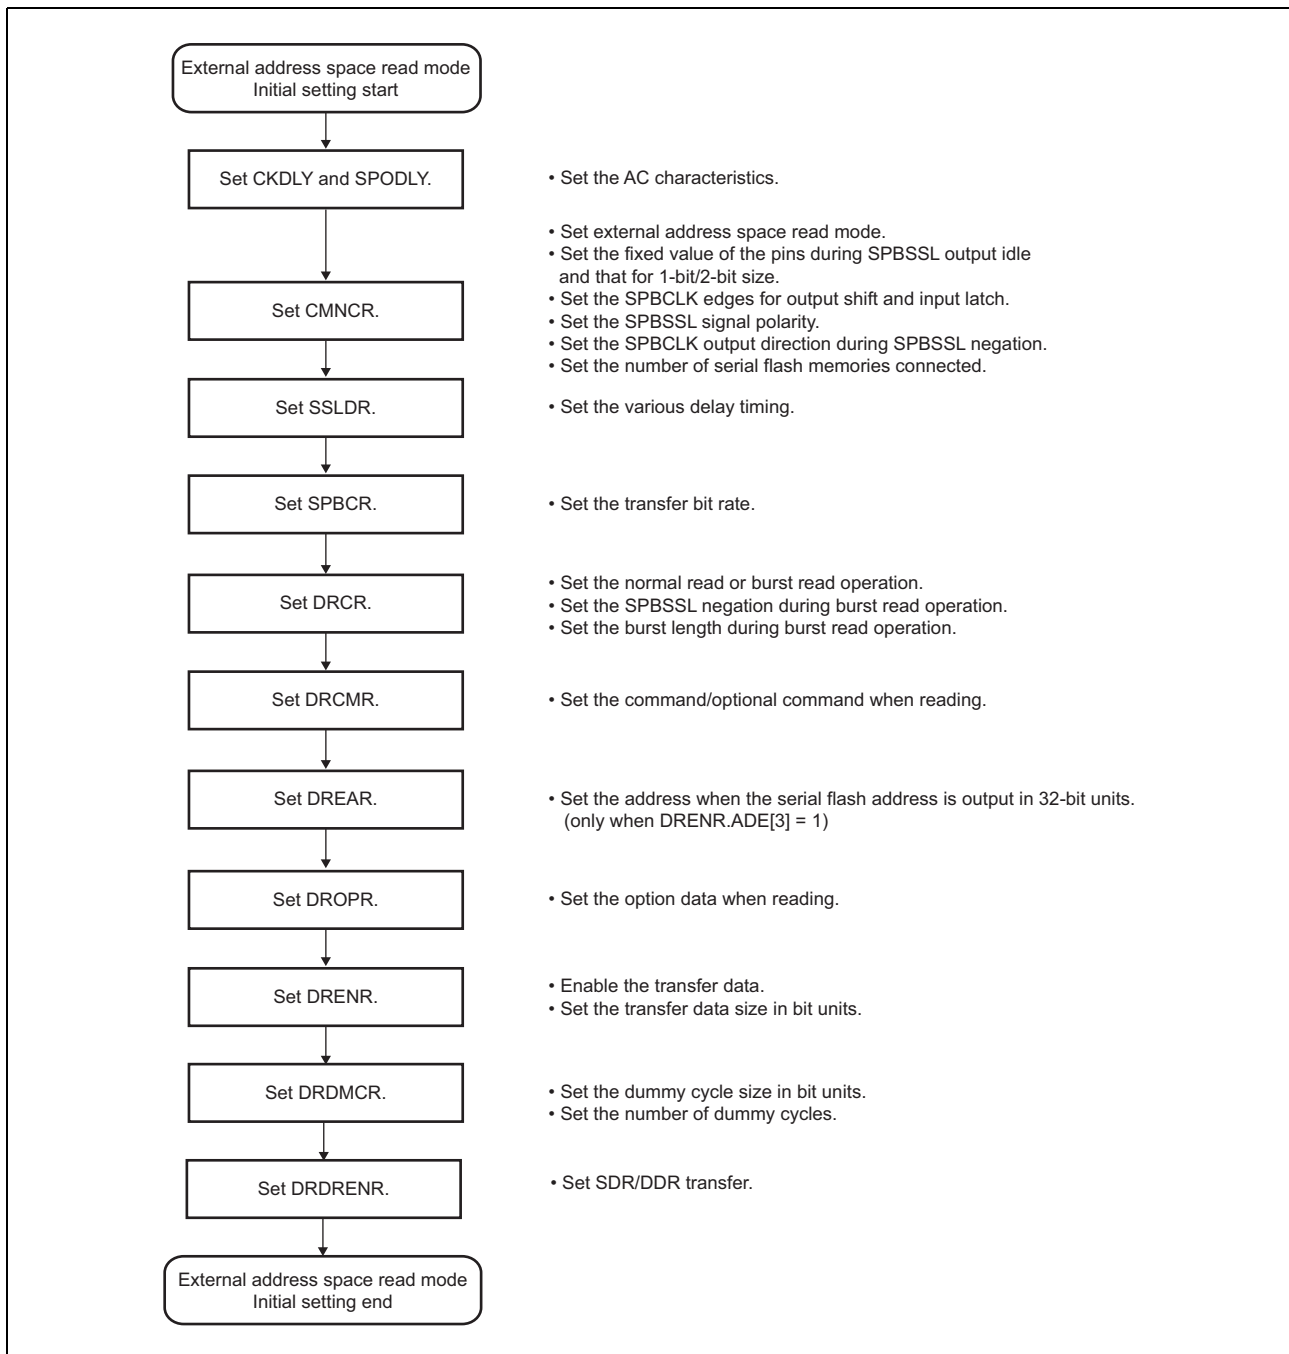 External address space read mode
Initial setting start
Set CKDLY and SPODLY.
• Set the AC characteristics.
Set CMNCR.
• Set external address space read mode.
• Set the fixed value of the pins during SPBSSL output idle
and that for 1-bit/2-bit size.
• Set the SPBCLK edges for output shift and input latch.
• Set the SPBSSL signal polarity.
• Set the SPBCLK output direction during SPBSSL negation.
• Set the number of serial flash memories connected.
Set SSLDR.
• Set the various delay timing.
Set SPBCR.
• Set the transfer bit rate.
Set DRCR.
• Set the normal read or burst read operation.
• Set the SPBSSL negation during burst read operation.
• Set the burst length during burst read operation.
Set DRCMR.
• Set the command/optional command when reading.
Set DREAR.
• Set the address when the serial flash address is output in 32-bit units.
(only when DRENR.ADE[3] = 1)
Set DROPR.
• Set the option data when reading.
Set DRENR.
• Enable the transfer data.
• Set the transfer data size in bit units.
Set DRDMCR.
• Set the dummy cycle size in bit units.
• Set the number of dummy cycles.
Set DRDRENR.
• Set SDR/DDR transfer.
External address space read mode
Initial setting end